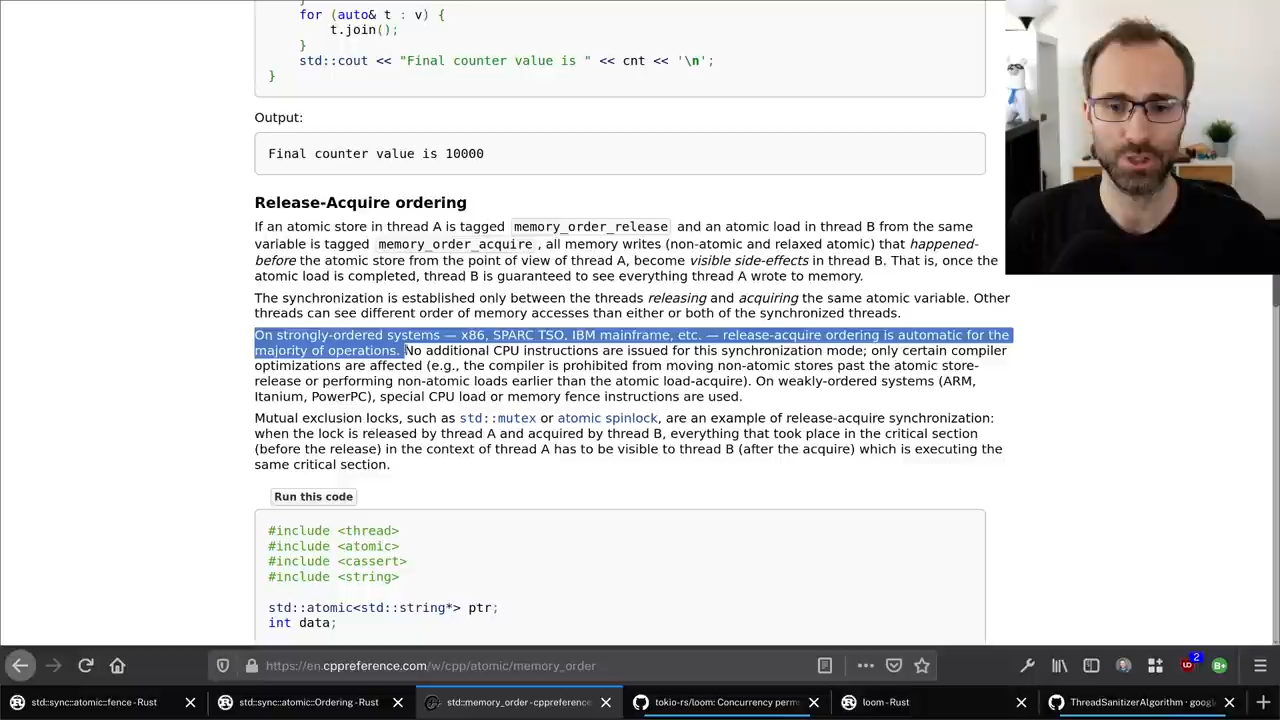 }
for (auto& t : v) {
t.join();
}
std::cout << "Final counter value is " << cnt << '\n';
}
Output:
Final counter value is 10000
Release-Acquire ordering
If an atomic store in thread A is tagged memory_order_release and an atomic load in thread B from the same
variable is tagged memory_order_acquire, all memory writes (non-atomic and relaxed atomic) that happened-
before the atomic store from the point of view of thread A, become visible side-effects in thread B. That is, once the
atomic load is completed, thread B is guaranteed to see everything thread A wrote to memory.
The synchronization is established only between the threads releasing and acquiring the same atomic variable. Other
threads can see different order of memory accesses than either or both of the synchronized threads.
On strongly-ordered systems — x86, SPARC TSO, IBM mainframe, etc. — release-acquire ordering is automatic for the
majority of operations. No additional CPU instructions are issued for this synchronization mode; only certain compiler
optimizations are affected (e.g., the compiler is prohibited from moving non-atomic stores past the atomic store-
release or performing non-atomic loads earlier than the atomic load-acquire). On weakly-ordered systems (ARM,
Itanium, PowerPC), special CPU load or memory fence instructions are used.
Mutual exclusion locks, such as std::mutex or atomic spinlock, are an example of release-acquire synchronization:
when the lock is released by thread A and acquired by thread B, everything that took place in the critical section
(before the release) in the context of thread A has to be visible to thread B (after the acquire) which is executing the
same critical section.
Run this code
#include <thread>
#include <atomic>
#include <cassert>
#include <string>
std::atomic<std::string*> ptr;
int data;
https://en.cppreference.com/w/cpp/atomic/memory_order
2
std::sync::atomic::fence - Rust
std::sync::atomic::Ordering - Rust
std::memory_order - cppreference
tokio-rs/loom: Concurrency perm
loom - Rust
ThreadSanitizerAlgorithm · googl